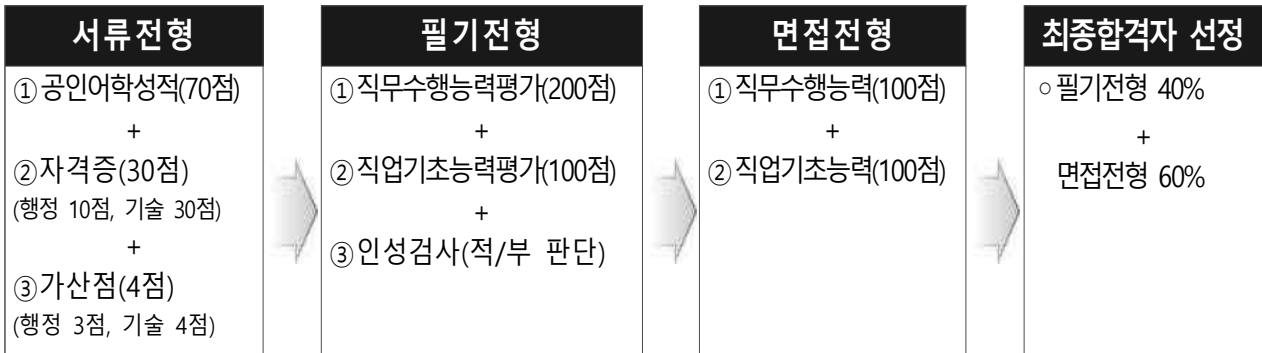 서류전형
①공인어학성적(70점)
+
②자격증(30점)
(행정 10점, 기술 30점)
+
③가산점(4점)
(행정 3점, 기술 4점)
필기전형
①직무수행능력평가(200점)
+
②직업기초능력평가(100점)
+
③인성검사(적/부 판단)
면접전형
①직무수행능력(100점)
+
②직업기초능력(100점)
최종합격자 선정
○필기전형 40%
+
면접전형 60%